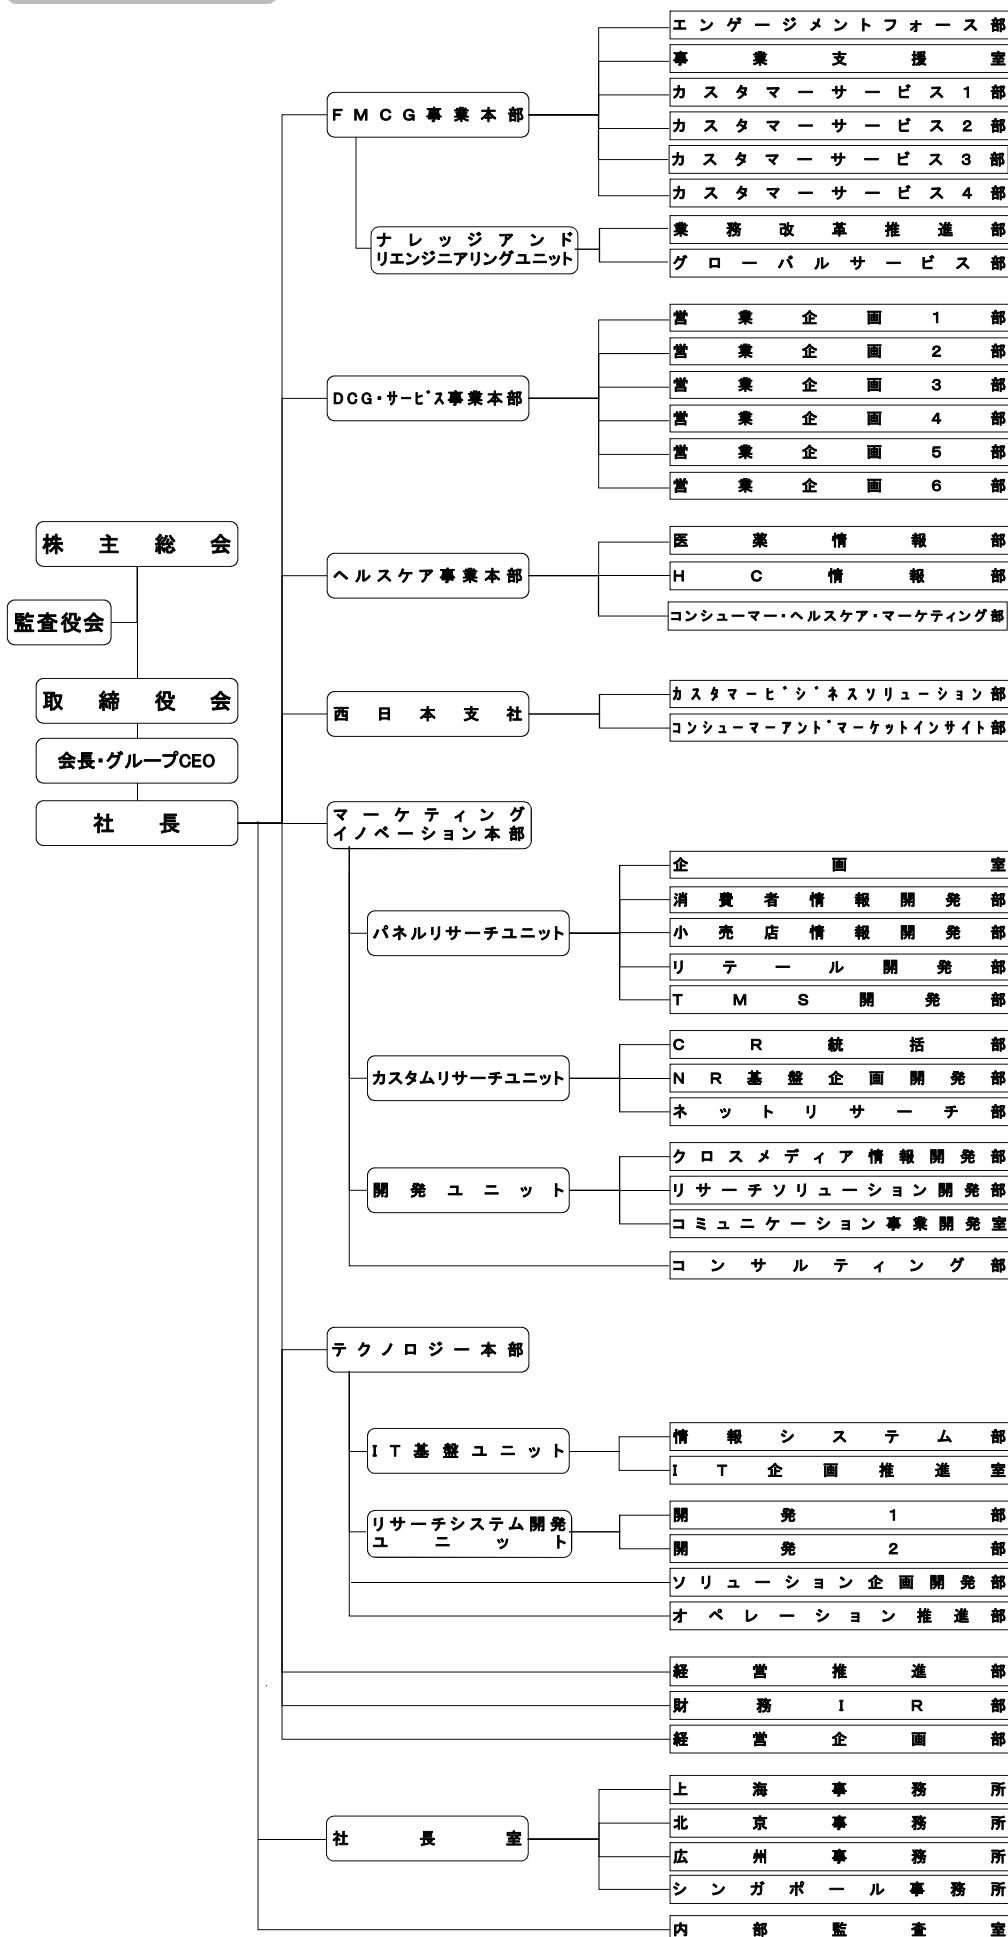 株主総会
監査役会
取締役会
会長・グループCEO
社長
FMCG事業本部
エンゲージメントフォース部
事業支援室
カスタマーサービス1部
カスタマーサービス2部
カスタマーサービス3部
カスタマーサービス4部
ナレッジアンド
リエンジニアリングユニット
業務改革推進部
グローバルサービス部
DCG・サービス事業本部
営業企画1部
営業企画2部
営業企画3部
営業企画4部
営業企画5部
営業企画6部
ヘルスケア事業本部
医薬情報部
HC情報部
コンシューマー・ヘルスケア・マーケティング部
西日本支社
カスタマービジネスソリューション部
コンシューマーアンドマーケットインサイト部
マーケティング
イノベーション本部
パネルリサーチユニット
企画室
消費者情報開発部
小売店情報開発部
リテール開発部
TMS開発部
カスタムリサーチユニット
CR統括部
NR基盤企画開発部
ネットリサーチ部
開発ユニット
クロスメディア情報開発部
リサーチソリューション開発部
コミュニケーション事業開発室
コンサルティング部
テクノロジー本部
IT基盤ユニット
情報システム部
IT企画推進室
リサーチシステム開発
ユニット
開発1部
開発2部
ソリューション企画開発部
オペレーション推進部
経営推進部
財務IR部
経営企画部
社長室
上海事務所
北京事務所
広州事務所
シンガポール事務所
内部監査室